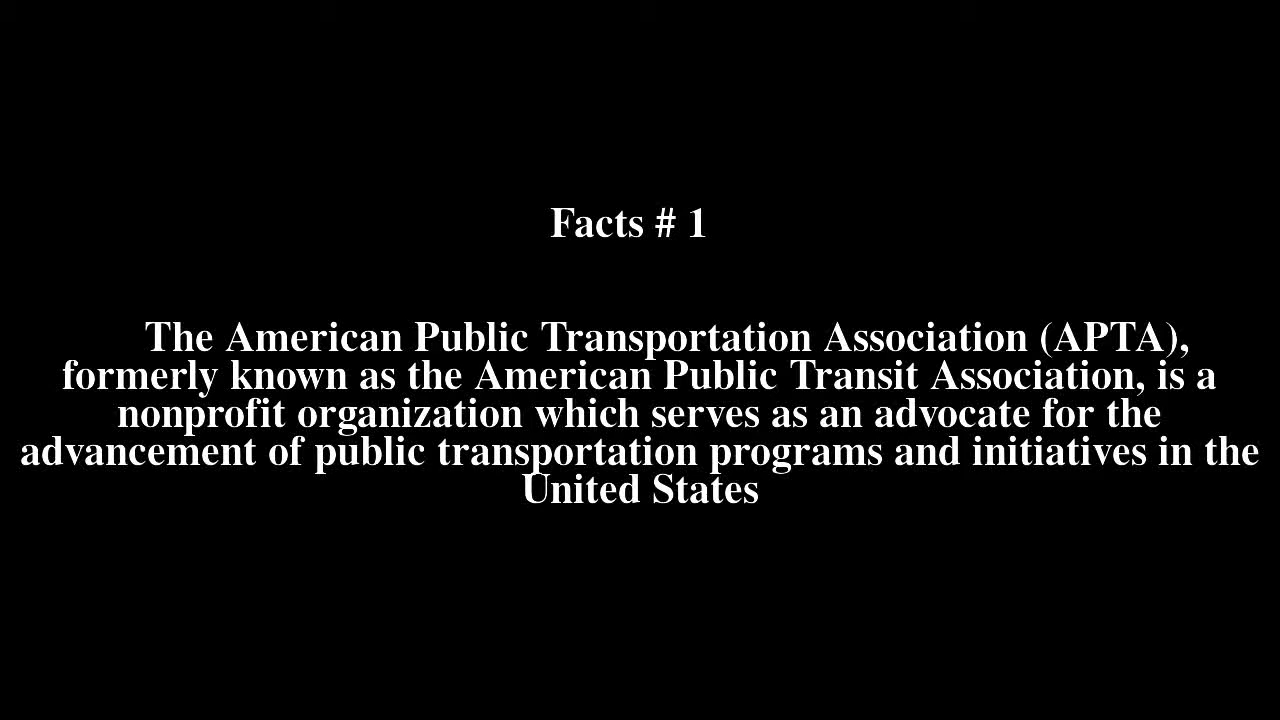 Facts # 1
The American Public Transportation Association (APTA),
formerly known as the American Public Transit Association, is a
nonprofit organization which serves as an advocate for the
advancement of public transportation programs and initiatives in the
United States